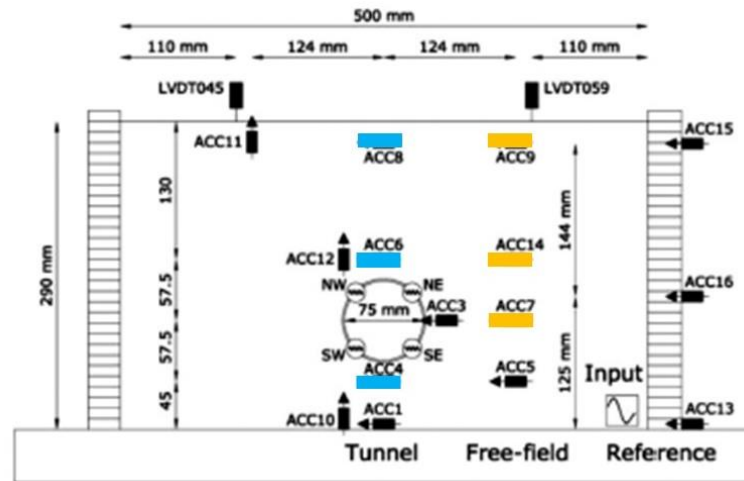 500 mm
110 mm
124 mm
124 mm
110 mm
LVDT045
LVDT059
ACC11
ACC8
ACC9
ACC15
130
144 mm
290 mm
ACC6
ACC14
ACC12
57.5
NW
NE
ACC3
ACC16
75 mm
ACC7
57.5
SW
SE
125 mm
ACC4
ACC5
Input
45
ACC10
ACC1
ACC13
Tunnel
Free-field
Reference